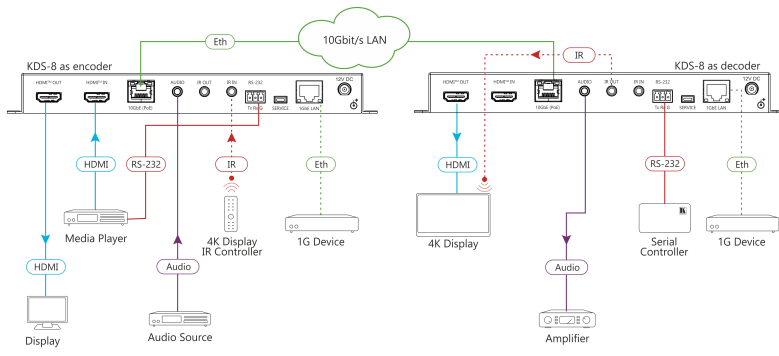 10Gbit/s LAN
Eth
IR
KDS-8 as encoder
HDMI™ OUT
HDMI™ IN
10GbE (PoE)
AUDIO
IR OUT
IR IN
RS-232
Tx Rx G
SERVICE
1GbE LAN
12V DC
KDS-8 as decoder
HDMI™ OUT
HDMI™ IN
10GbE (PoE)
AUDIO
IR OUT
IR IN
RS-232
Tx Rx G
SERVICE
1GbE LAN
12V DC
HDMI
RS-232
IR
Eth
HDMI
RS-232
Eth
Media Player
4K Display
IR Controller
1G Device
4K Display
Serial
Controller
1G Device
HDMI
Audio
Audio
Display
Audio Source
Amplifier